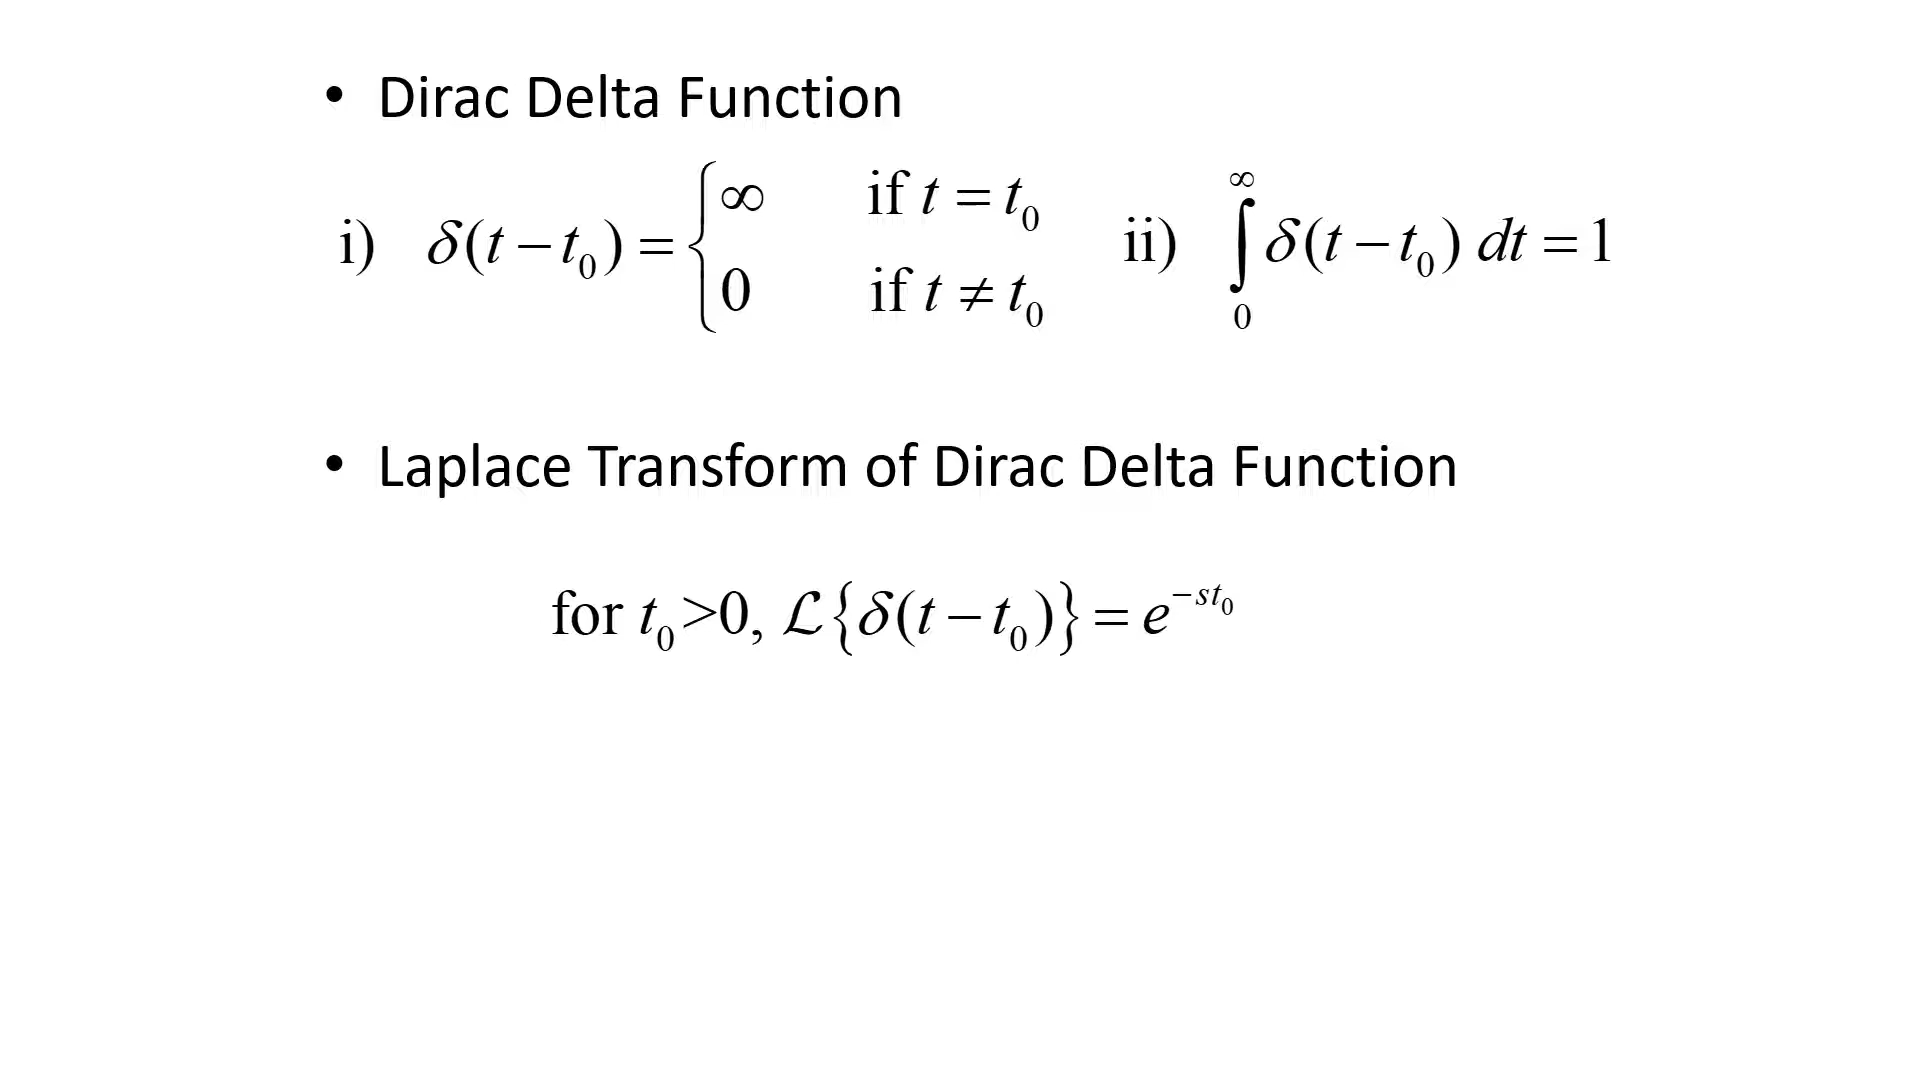 • Dirac Delta Function
i) δ(t − t₀) = { ∞ if t = t₀
0 if t ≠ t₀
ii) ∫₀^∞ δ(t − t₀) dt = 1
• Laplace Transform of Dirac Delta Function
for t₀>0, ℒ{δ(t − t₀)} = e^(−st₀)